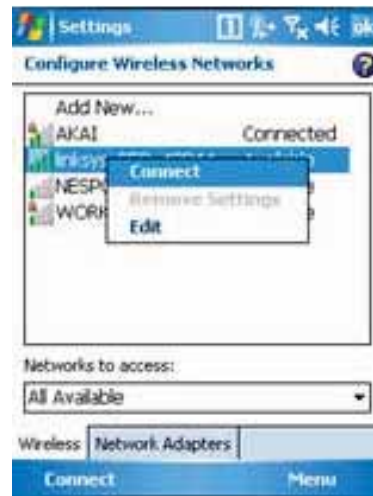 Settings ok
Configure Wireless Networks ?
Add New...
AKAI Connected
Connect
Remove Settings
Edit
Networks to access:
All Available
Wireless Network Adapters
Connect Menu